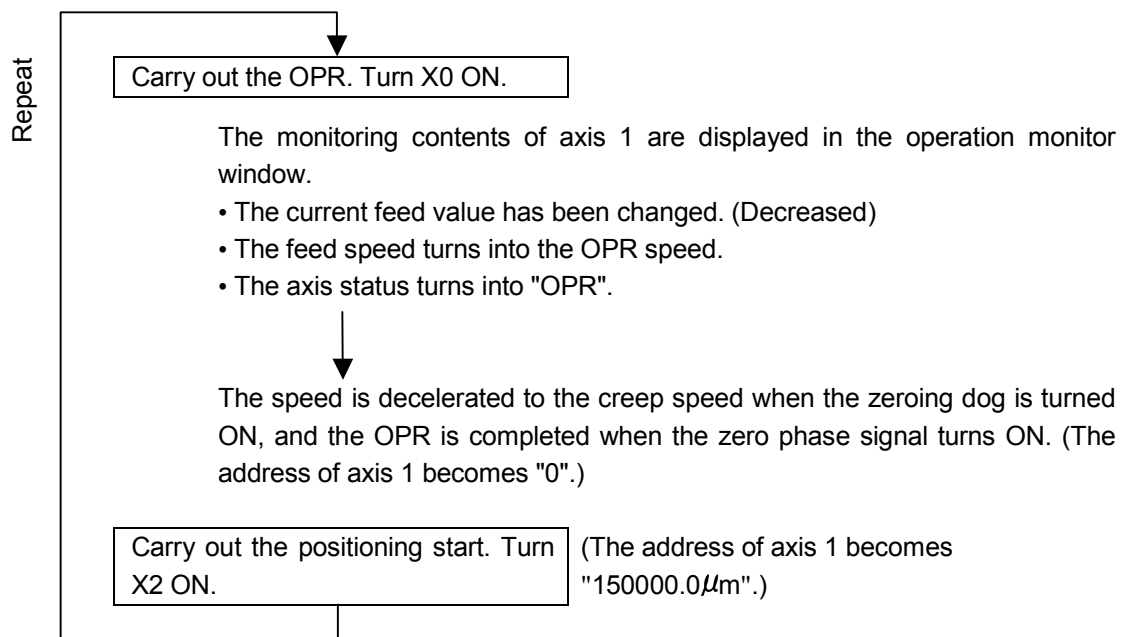 Repeat
Carry out the OPR. Turn X0 ON.
The monitoring contents of axis 1 are displayed in the operation monitor
window.
• The current feed value has been changed. (Decreased)
• The feed speed turns into the OPR speed.
• The axis status turns into "OPR".
The speed is decelerated to the creep speed when the zeroing dog is turned
ON, and the OPR is completed when the zero phase signal turns ON. (The
address of axis 1 becomes "0".)
Carry out the positioning start. Turn
X2 ON.
(The address of axis 1 becomes
"150000.0μm".)